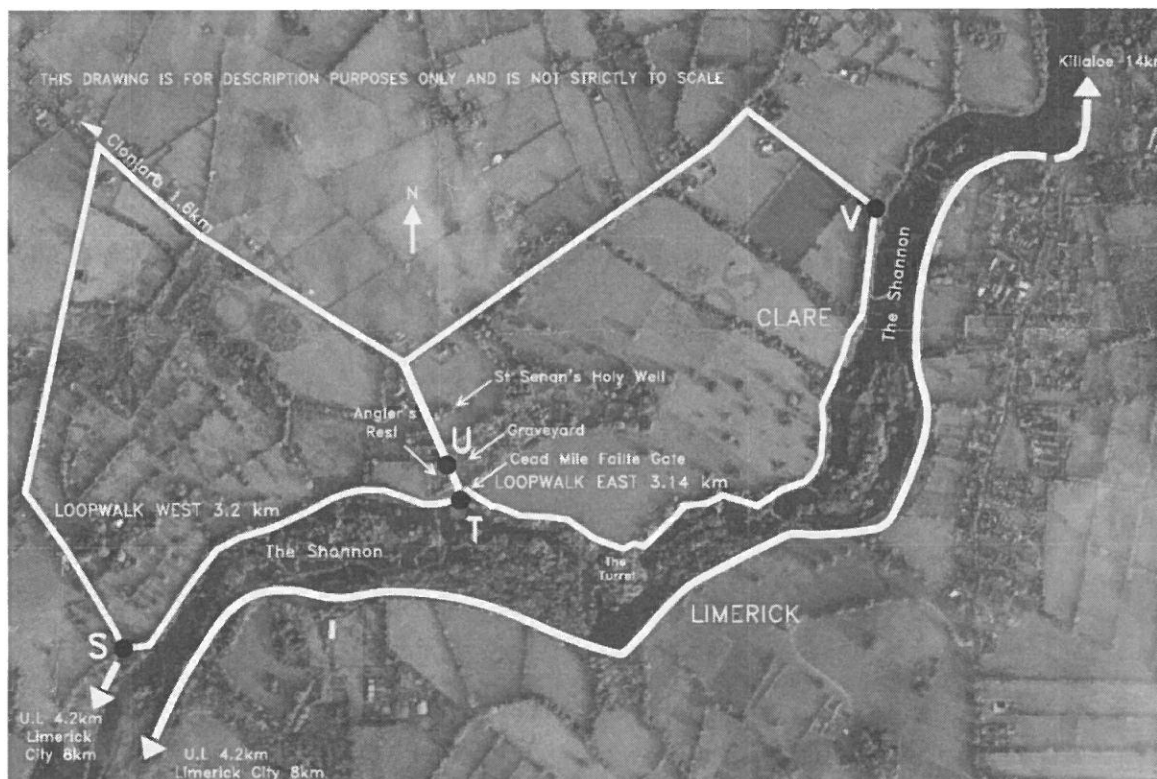 THIS DRAWING IS FOR DESCRIPTION PURPOSES ONLY AND IS NOT STRICTLY TO SCALE
Killaloe 14km
Clonlara 1.6km
N
V
The Shannon
CLARE
St Senan's Holy Well
Angler's
Rest
U
Graveyard
Cead Mile Failte Gate
LOOPWALK EAST 3.14 km
LOOPWALK WEST 3.2 km
T
The Shannon
The
Turret
LIMERICK
S
U.L 4.2km
Limerick
City 8km
U.L 4.2km
Limerick City 8km